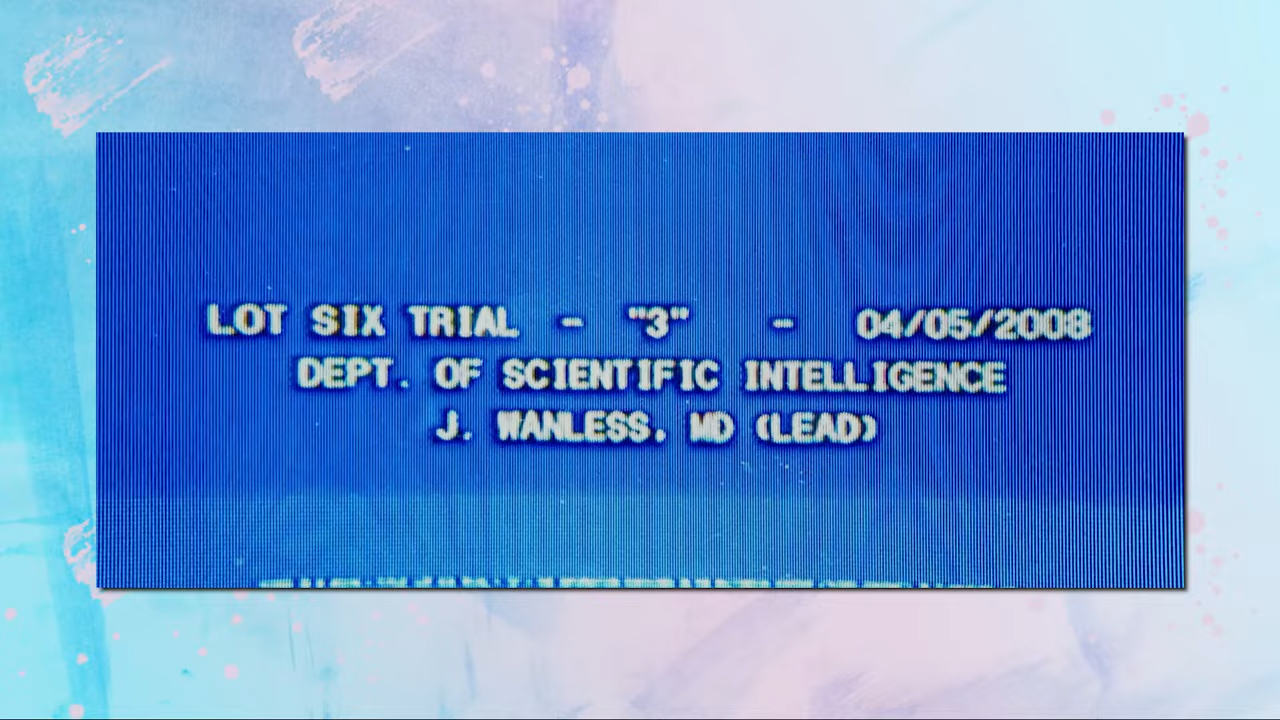 LOT SIX TRIAL - "3" - 04/05/2008
DEPT. OF SCIENTIFIC INTELLIGENCE
J. WANLESS, MD (LEAD)